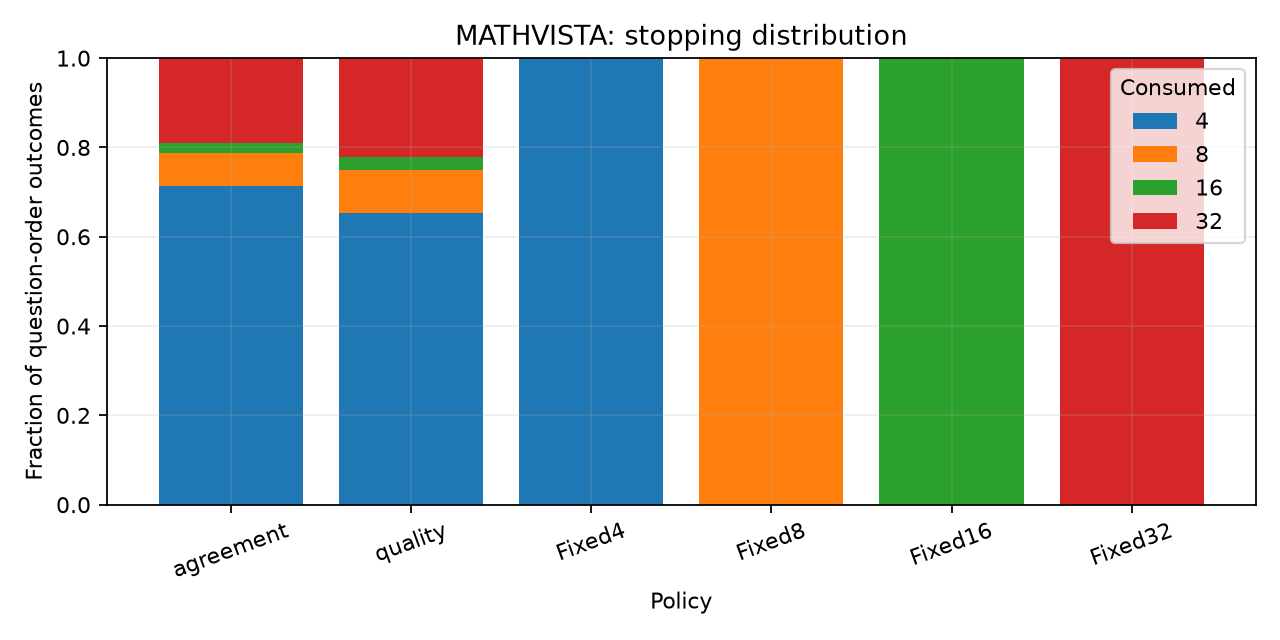 MATHVISTA: stopping distribution
Fraction of question-order outcomes
1.0
0.8
0.6
0.4
0.2
0.0
Consumed
4
8
16
32
agreement
quality
Fixed4
Fixed8
Fixed16
Fixed32
Policy